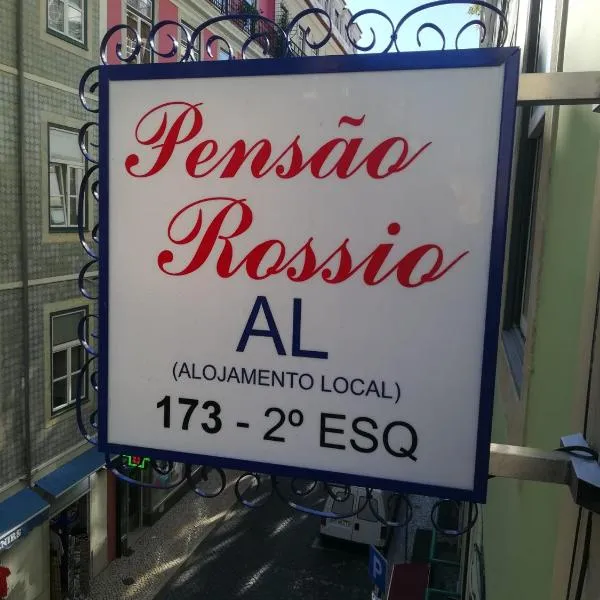 Pensão
Rossio
AL
(ALOJAMENTO LOCAL)
173 - 2º ESQ
P